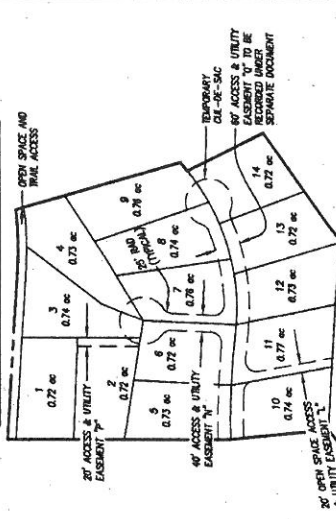 OPEN SPACE AND
TRAIL ACCESS
1
0.72 ac
3
0.74 ac
4
0.73 ac
20' ACCESS & UTILITY
EASEMENT "P"
2
0.72 ac
9
0.76 ac
25' RAD
(TYPICAL)
8
0.74 ac
7
0.76 ac
TEMPORARY
CUL-DE-SAC
5
0.73 ac
6
0.72 ac
60' ACCESS & UTILITY
EASEMENT "Q" TO BE
RECORDED UNDER
SEPARATE DOCUMENT
40' ACCESS & UTILITY
EASEMENT "N"
14
0.72 ac
13
0.72 ac
12
0.73 ac
11
0.77 ac
10
0.74 ac
20' OPEN SPACE ACCESS
& UTILITY EASEMENT "L"